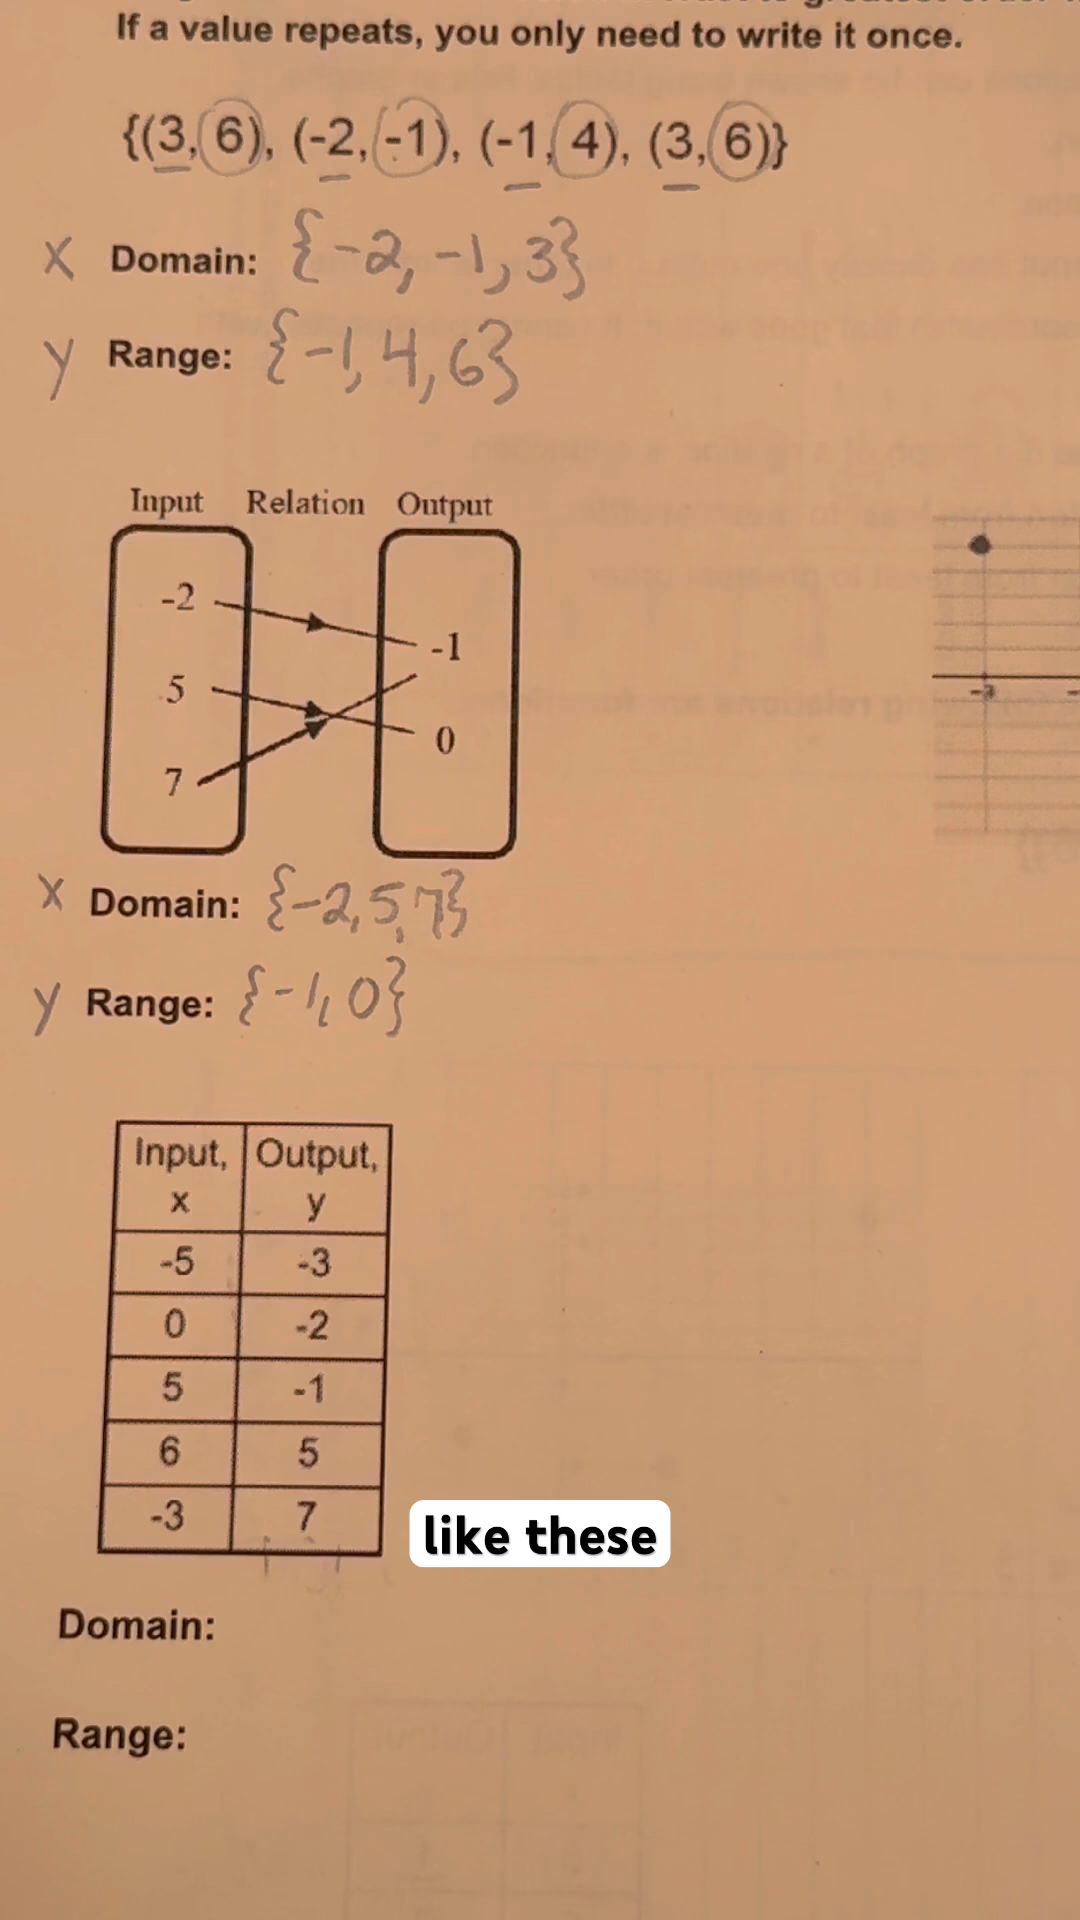 If a value repeats, you only need to write it once.
{(3, 6), (-2, -1), (-1, 4), (3, 6)}
X Domain: {-2, -1, 3}
y Range: {-1, 4, 6}
Input Relation Output
-2
-1
5
0
7
X Domain: {-2, 5, 7}
y Range: {-1, 0}
Input, Output,
x y
-5 -3
0 -2
5 -1
6 5
-3 7
like these
Domain:
Range: